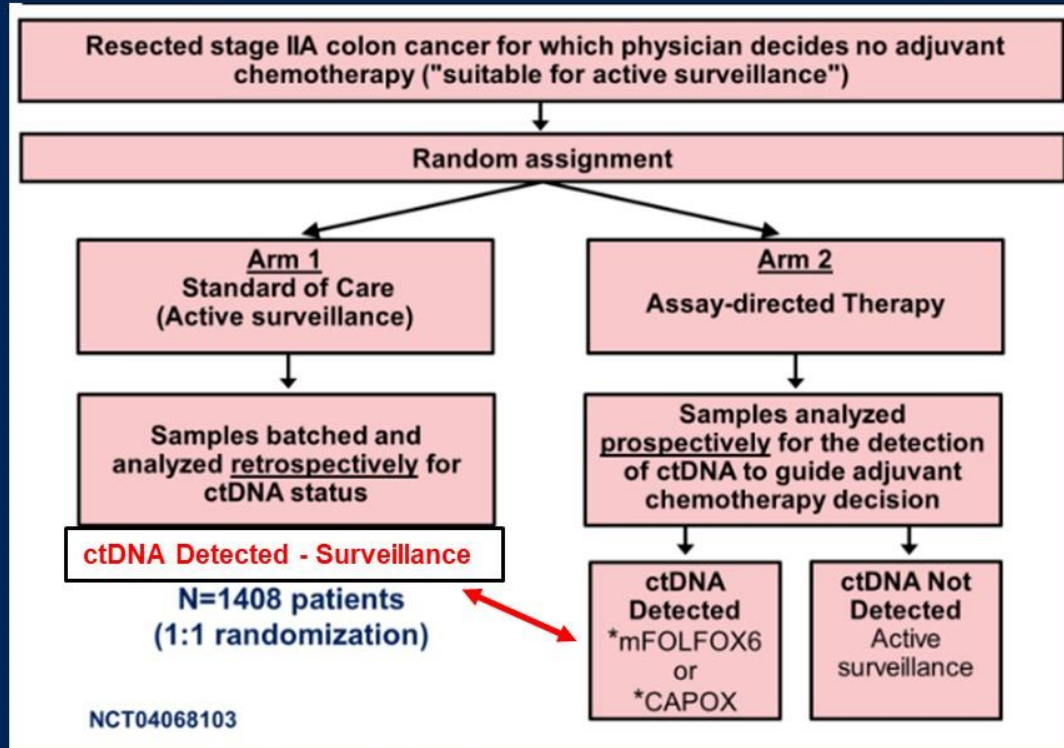 Resected stage IIA colon cancer for which physician decides no adjuvant
chemotherapy ("suitable for active surveillance")
Random assignment
Arm 1
Standard of Care
(Active surveillance)
Samples batched and
analyzed retrospectively for
ctDNA status
ctDNA Detected - Surveillance
N=1408 patients
(1:1 randomization)
NCT04068103
Arm 2
Assay-directed Therapy
Samples analyzed
prospectively for the detection
of ctDNA to guide adjuvant
chemotherapy decision
ctDNA
Detected
*mFOLFOX6
or
*CAPOX
ctDNA Not
Detected
Active
surveillance